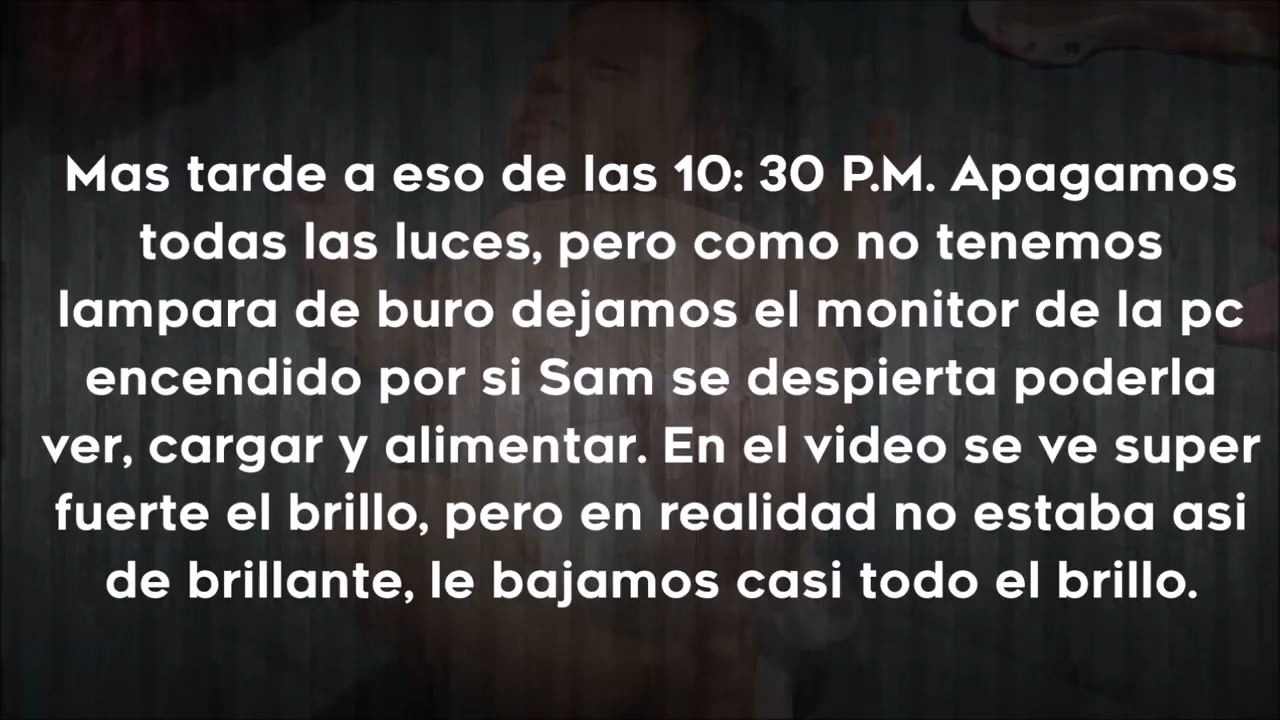 Mas tarde a eso de las 10: 30 P.M. Apagamos
todas las luces, pero como no tenemos
lampara de buro dejamos el monitor de la pc
encendido por si Sam se despierta poderla
ver, cargar y alimentar. En el video se ve super
fuerte el brillo, pero en realidad no estaba asi
de brillante, le bajamos casi todo el brillo.